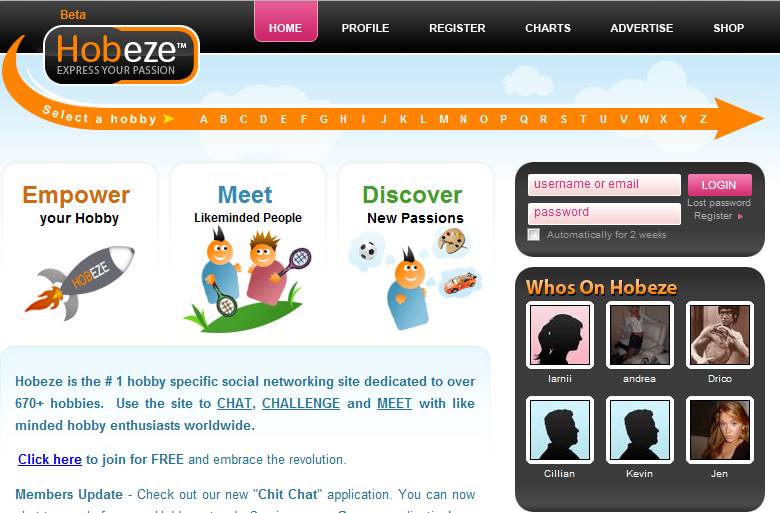 Beta
Hobeze™
EXPRESS YOUR PASSION
HOME PROFILE REGISTER CHARTS ADVERTISE SHOP
Select a hobby A B C D E F G H I J K L M N O P Q R S T U V W X Y Z
Empower
your Hobby
HOBEZE
Meet
Likeminded People
Discover
New Passions
username or email LOGIN
password
Lost password
Register
Automatically for 2 weeks
Whos On Hobeze
larnii andrea Drico
Cillian Kevin Jen
Hobeze is the # 1 hobby specific social networking site dedicated to over
670+ hobbies. Use the site to CHAT, CHALLENGE and MEET with like
minded hobby enthusiasts worldwide.
Click here to join for FREE and embrace the revolution.
Members Update - Check out our new "Chit Chat" application. You can now